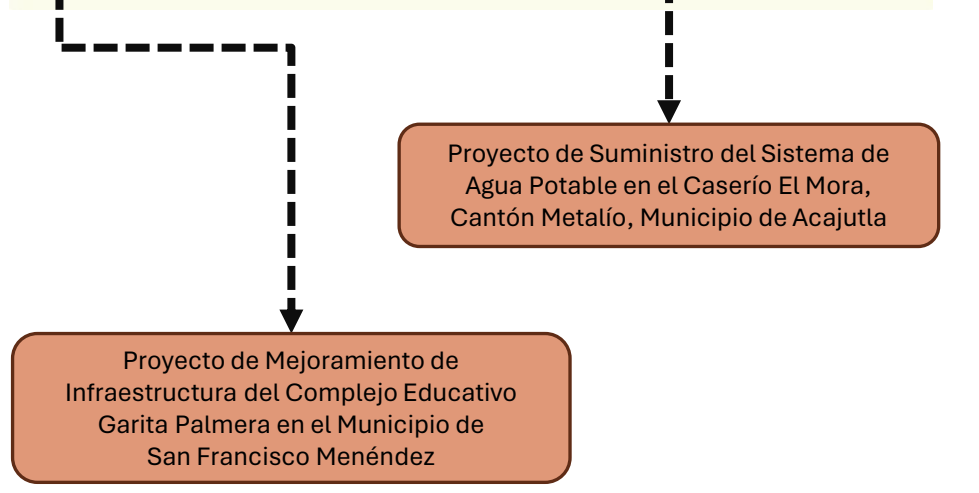 Proyecto de Suministro del Sistema de
Agua Potable en el Caserío El Mora,
Cantón Metalío, Municipio de Acajutla
Proyecto de Mejoramiento de
Infraestructura del Complejo Educativo
Garita Palmera en el Municipio de
San Francisco Menéndez